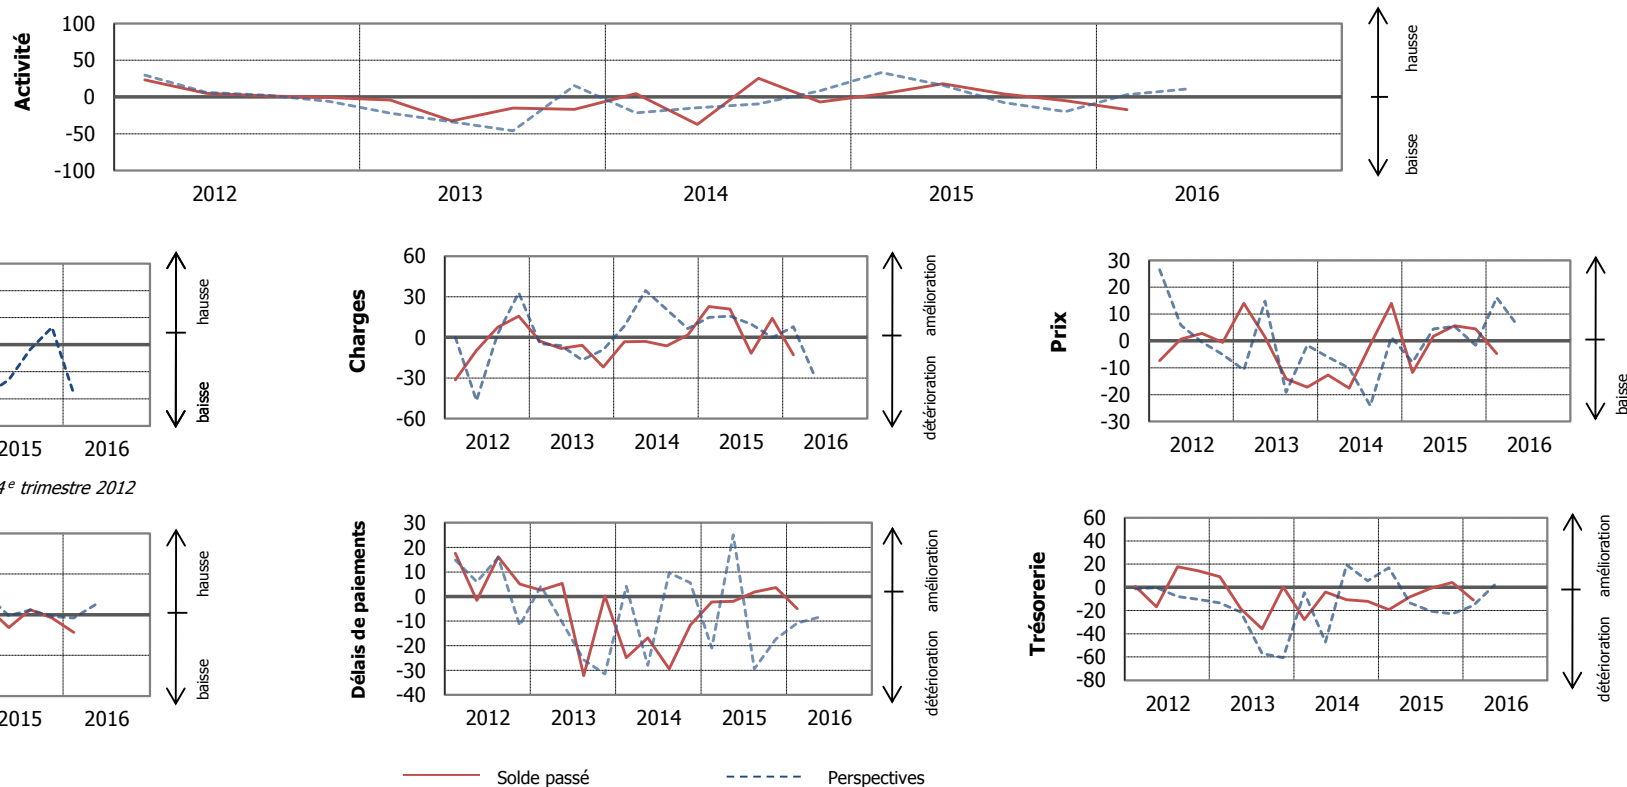 Activité
100
50
0
-50
-100
2012 2013 2014 2015 2016
hausse
baisse
hausse
baisse
2015 2016
4e trimestre 2012
Charges
60
30
0
-30
-60
2012 2013 2014 2015 2016
amélioration
détérioration
Prix
30
20
10
0
-10
-20
-30
2012 2013 2014 2015 2016
baisse
hausse
baisse
2015 2016
Délais de paiements
30
20
10
0
-10
-20
-30
-40
2012 2013 2014 2015 2016
amélioration
détérioration
Trésorerie
60
40
20
0
-20
-40
-60
-80
2012 2013 2014 2015 2016
amélioration
détérioration
Solde passé Perspectives